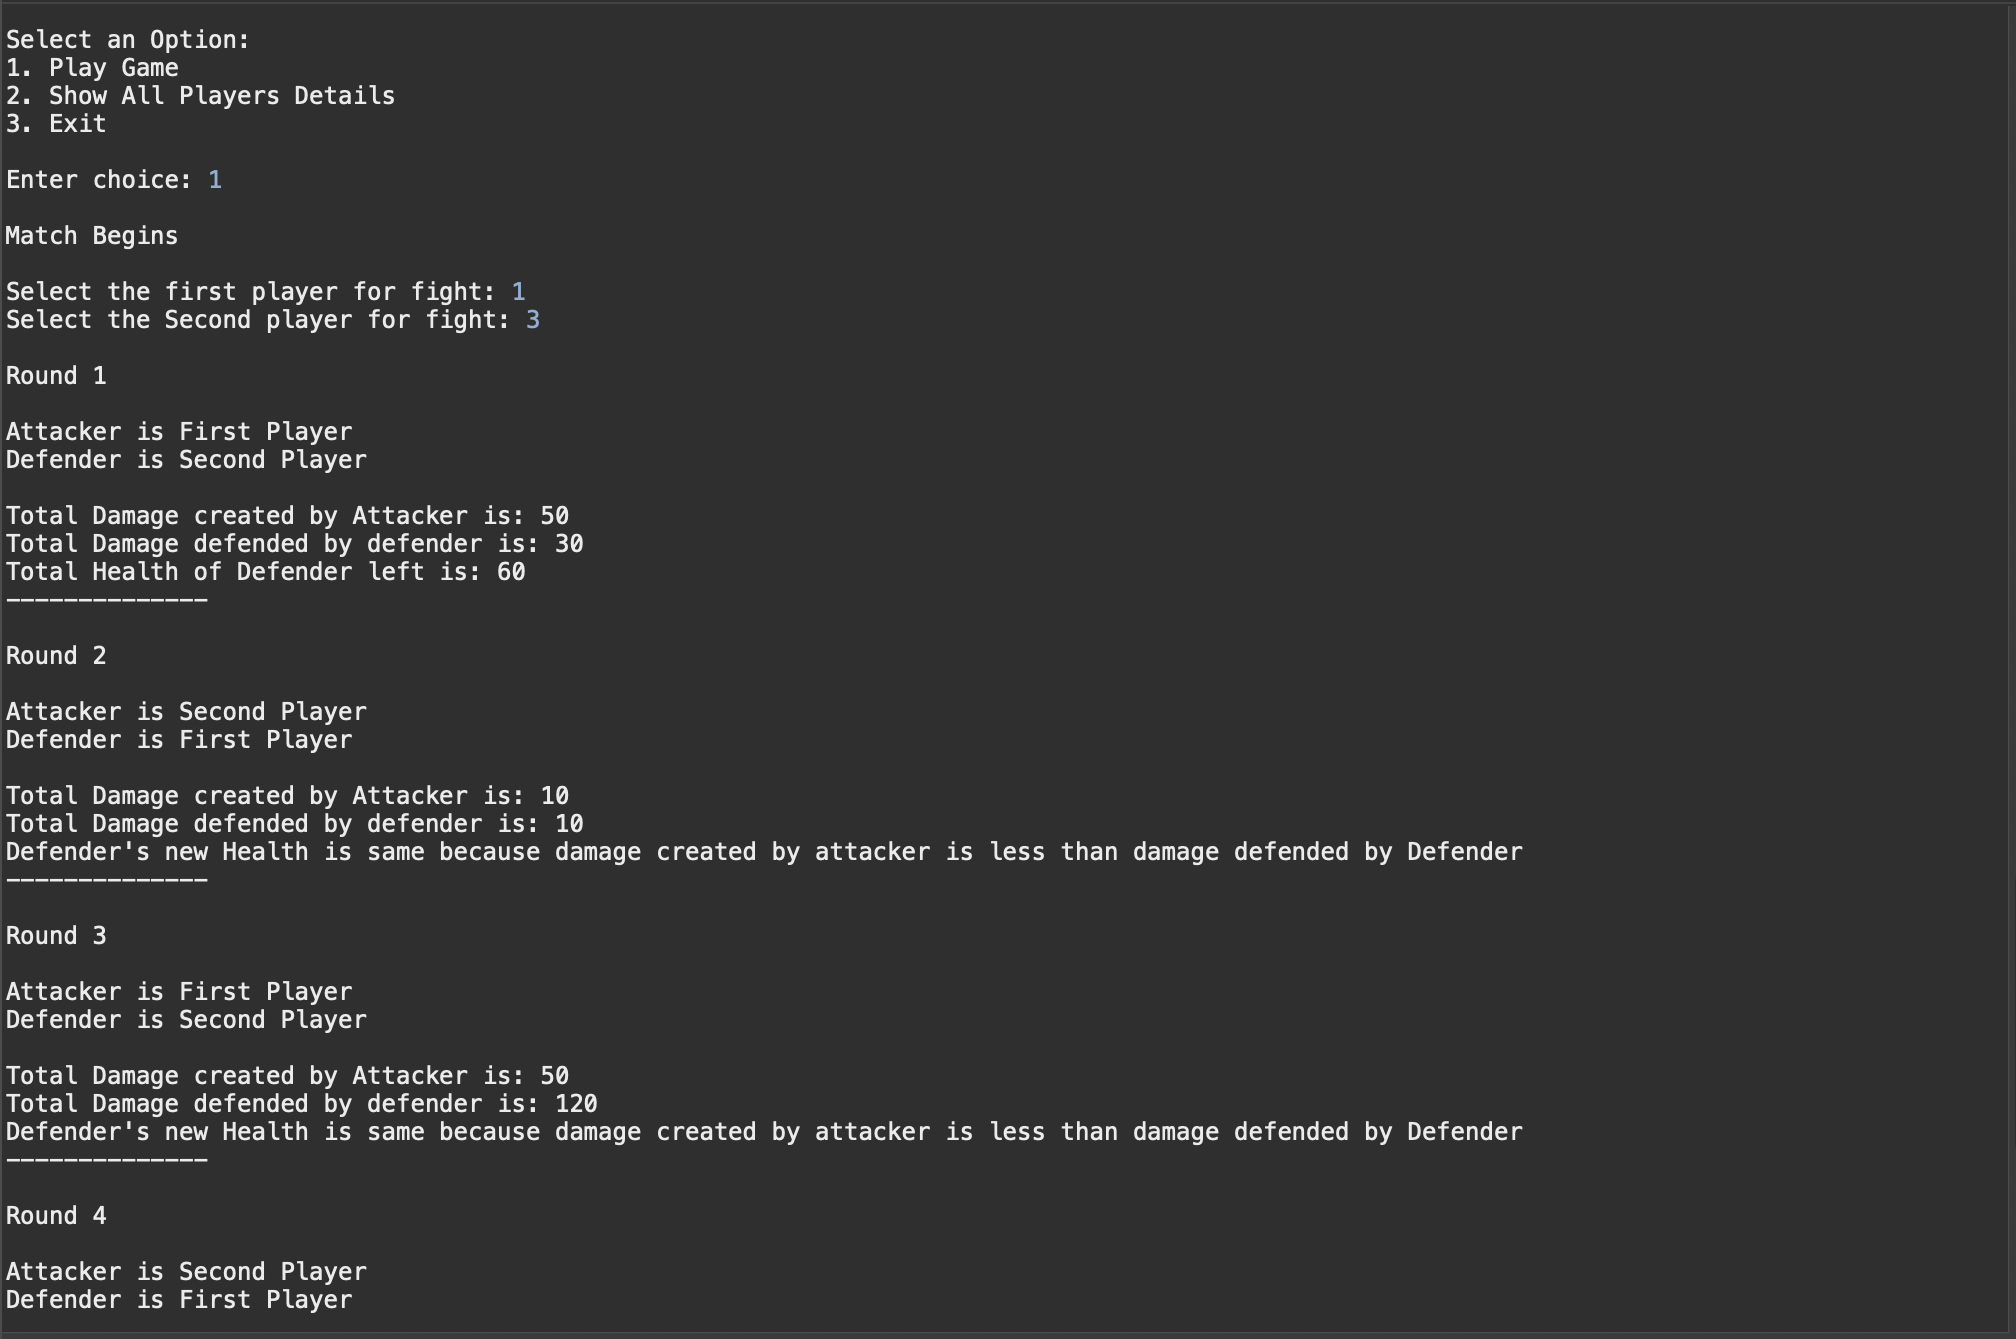 Select an Option:
1. Play Game
2. Show All Players Details
3. Exit
Enter choice: 1
Match Begins
Select the first player for fight: 1
Select the Second player for fight: 3
Round 1
Attacker is First Player
Defender is Second Player
Total Damage created by Attacker is: 50
Total Damage defended by defender is: 30
Total Health of Defender left is: 60
--------------
Round 2
Attacker is Second Player
Defender is First Player
Total Damage created by Attacker is: 10
Total Damage defended by defender is: 10
Defender's new Health is same because damage created by attacker is less than damage defended by Defender
--------------
Round 3
Attacker is First Player
Defender is Second Player
Total Damage created by Attacker is: 50
Total Damage defended by defender is: 120
Defender's new Health is same because damage created by attacker is less than damage defended by Defender
--------------
Round 4
Attacker is Second Player
Defender is First Player